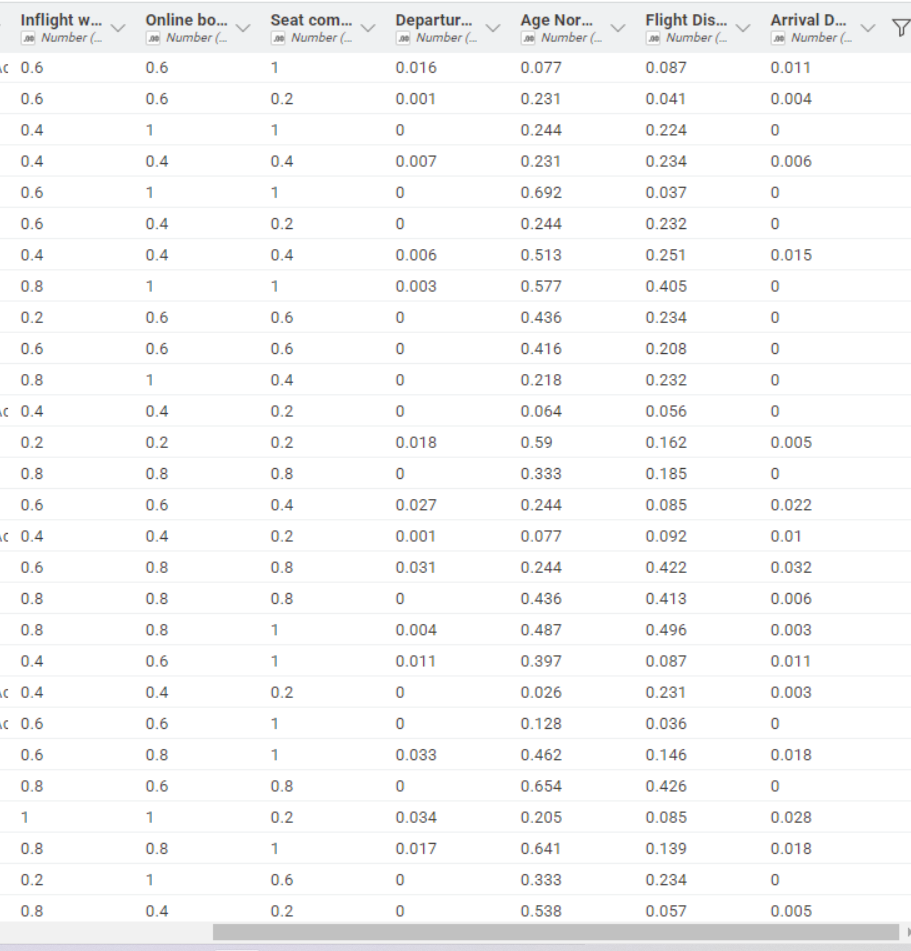 Inflight w... Online bo... Seat com... Departur... Age Nor... Flight Dis... Arrival D...
.00 Number (... .00 Number (... .00 Number (... .00 Number (... .00 Number (... .00 Number (... .00 Number (...
0.6 0.6 1 0.016 0.077 0.087 0.011
0.6 0.6 0.2 0.001 0.231 0.041 0.004
0.4 1 1 0 0.244 0.224 0
0.4 0.4 0.4 0.007 0.231 0.234 0.006
0.6 1 1 0 0.692 0.037 0
0.6 0.4 0.2 0 0.244 0.232 0
0.4 0.4 0.4 0.006 0.513 0.251 0.015
0.8 1 1 0.003 0.577 0.405 0
0.2 0.6 0.6 0 0.436 0.234 0
0.6 0.6 0.6 0 0.416 0.208 0
0.8 1 0.4 0 0.218 0.232 0
0.4 0.4 0.2 0 0.064 0.056 0
0.2 0.2 0.2 0.018 0.59 0.162 0.005
0.8 0.8 0.8 0 0.333 0.185 0
0.6 0.6 0.4 0.027 0.244 0.085 0.022
0.4 0.4 0.2 0.001 0.077 0.092 0.01
0.6 0.8 0.8 0.031 0.244 0.422 0.032
0.8 0.8 0.8 0 0.436 0.413 0.006
0.8 0.8 1 0.004 0.487 0.496 0.003
0.4 0.6 1 0.011 0.397 0.087 0.011
0.4 0.4 0.2 0 0.026 0.231 0.003
0.6 0.6 1 0 0.128 0.036 0
0.6 0.8 1 0.033 0.462 0.146 0.018
0.8 0.6 0.8 0 0.654 0.426 0
1 1 0.2 0.034 0.205 0.085 0.028
0.8 0.8 1 0.017 0.641 0.139 0.018
0.2 1 0.6 0 0.333 0.234 0
0.8 0.4 0.2 0 0.538 0.057 0.005